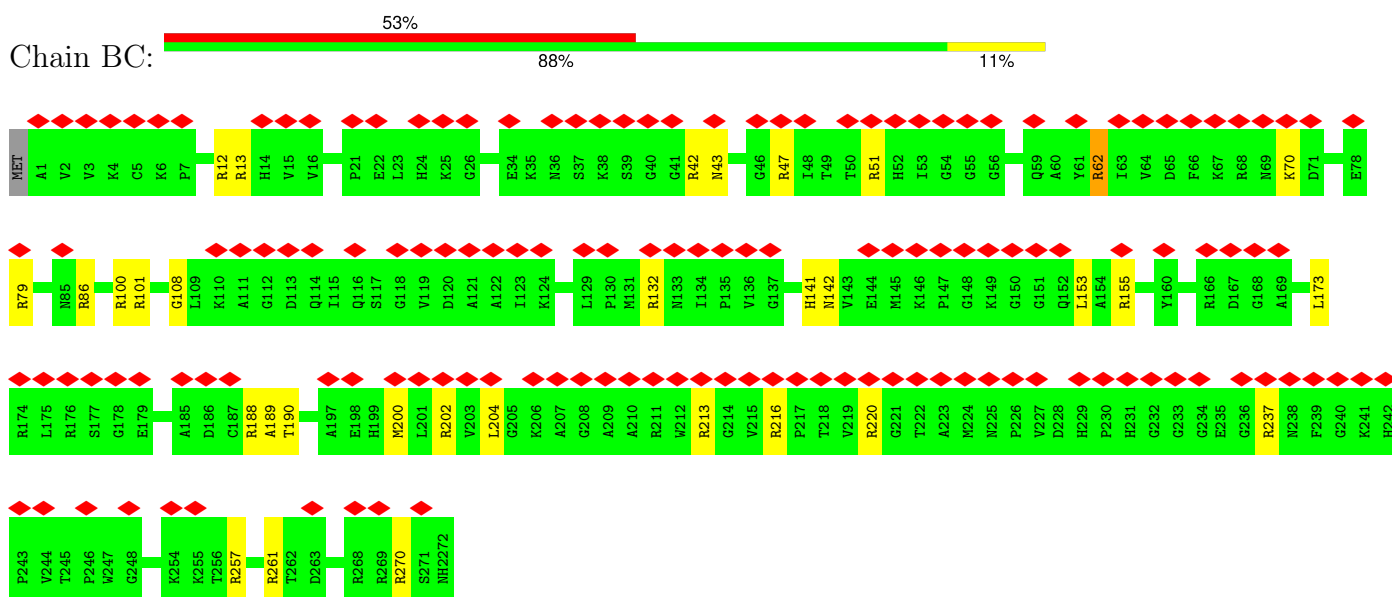 53%
Chain BC:
88% 11%
MET A1 V2 V3 K4 C5 K6 P7 R12 R13 H14 V15 V16 P21 E22 L23 H24 K25 G26 E34 K35 N36 S37 K38 S39 G40 G41 R42 N43 G46 R47 I48 T49 T50 R51 H52 I53 G54 G55 G56 Q59 A60 Y61 R62 I63 V64 D65 F66 K67 R68 N69 K70 D71 E78
R79 N85 R86 R100 R101 G108 L109 K110 A111 G112 D113 Q114 I115 Q116 S117 G118 V119 D120 A121 A122 I123 K124 L129 P130 M131 R132 N133 I134 P135 V136 G137 H141 N142 V143 E144 M145 K146 P147 G148 K149 G150 G151 Q152 L153 A154 R155 Y160 R166 D167 G168 A169 L173
R174 L175 R176 S177 G178 E179 A185 D186 C187 R188 A189 T190 A197 E198 H199 M200 L201 R202 V203 L204 G205 K206 A207 G208 A209 A210 R211 W212 R213 G214 V215 R216 P217 T218 V219 R220 G221 T222 A223 M224 N225 P226 V227 D228 H229 P230 H231 G232 G233 G234 E235 G236 R237 N238 F239 G240 K241 H242
P243 V244 T245 P246 W247 G248 K254 K255 T256 R257 R261 T262 D263 R268 R269 R270 S271 NH2272